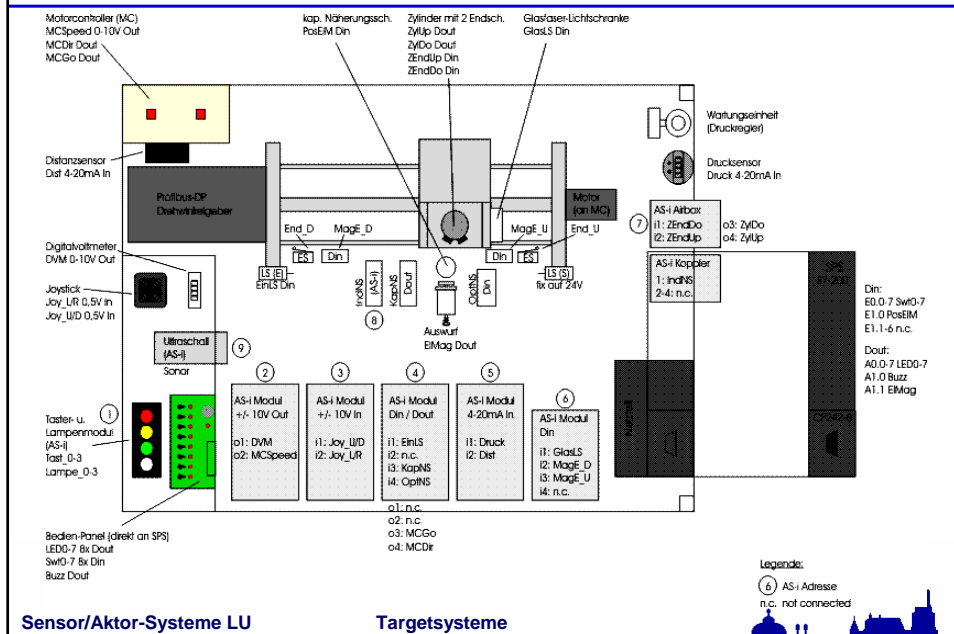 Motorcontroller (MC)
MCSpeed 0-10V Out
MCDir Dout
MCGo Dout
kap. Näherungssch.
PosElM Din
Zylinder mit 2 Endsch.
ZylUp Dout
ZylDo Dout
ZEndUp Din
ZEndDo Din
Glasfaser-Lichtschranke
GlasLS Din
Wartungseinheit
(Druckregler)
Distanzsensor
Dist 4-20mA In
Drucksensor
Druck 4-20mA In
Profibus-DP
Drehwinkelgeber
Motor
(an MC)
7
AS-i Airbox
i1: ZEndDo o3: ZylDo
i2: ZEndUp o4: ZylUp
End_D
MagE_D
MagE_U
End_U
ES
Din
Din
ES
Digitalvoltmeter
DVM 0-10V Out
LS (E)
EinLS Din
LS (S)
fix auf 24V
AS-i Koppler
1: IndNS
2-4: n.c.
SPS
S7-200
IndNS
(AS-i)
KapNS
Dout
OptNS
Din
8
Joystick
Joy_L/R 0,5V In
Joy_U/D 0,5V In
Auswurf
ElMag Dout
Din:
E0.0-7 Swt0-7
E1.0 PosElM
E1.1-6 n.c.
Dout:
A0.0-7 LED0-7
A1.0 Buzz
A1.1 ElMag
Ultraschall
(AS-i)
Sonar
9
2
AS-i Modul
+/- 10V Out
o1: DVM
o2: MCSpeed
3
AS-i Modul
+/- 10V In
i1: Joy_U/D
i2: Joy_L/R
4
AS-i Modul
Din / Dout
i1: EinLS
i2: n.c.
i3: KapNS
i4: OptNS
o1: n.c.
o2: n.c.
o3: MCGo
o4: MCDir
5
AS-i Modul
4-20mA In
i1: Druck
i2: Dist
6
AS-i Modul
Din
i1: GlasLS
i2: MagE_D
i3: MagE_U
i4: n.c.
Netzteil
CP242-8
1
Taster- u.
Lampenmodul
(AS-i)
Tast_0-3
Lampe_0-3
Bedien-Panel (direkt an SPS)
LED0-7 8x Dout
Swt0-7 8x Din
Buzz Dout
Legende:
6 AS-i Adresse
n.c. not connected
Sensor/Aktor-Systeme LU
Targetsysteme